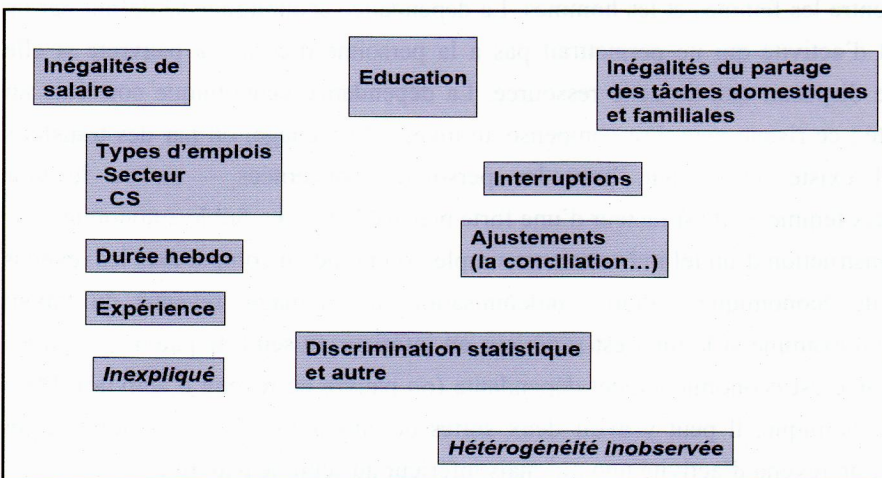 Inégalités de
salaire
Education
Inégalités du partage
des tâches domestiques
et familiales
Types d'emplois
-Secteur
- CS
Interruptions
Ajustements
(la conciliation…)
Durée hebdo
Expérience
Inexpliqué
Discrimination statistique
et autre
Hétérogénéité inobservée